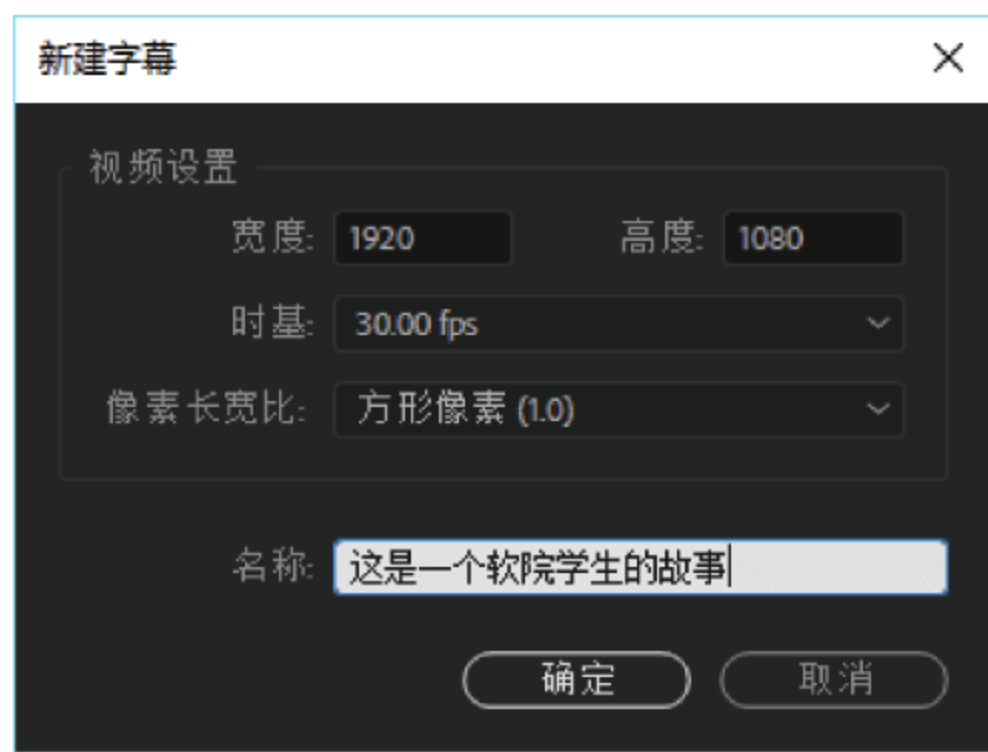 新建字幕
视频设置
宽度: 1920 高度: 1080
时基: 30.00 fps
像素长宽比: 方形像素 (1.0)
名称: 这是一个软院学生的故事
确定 取消